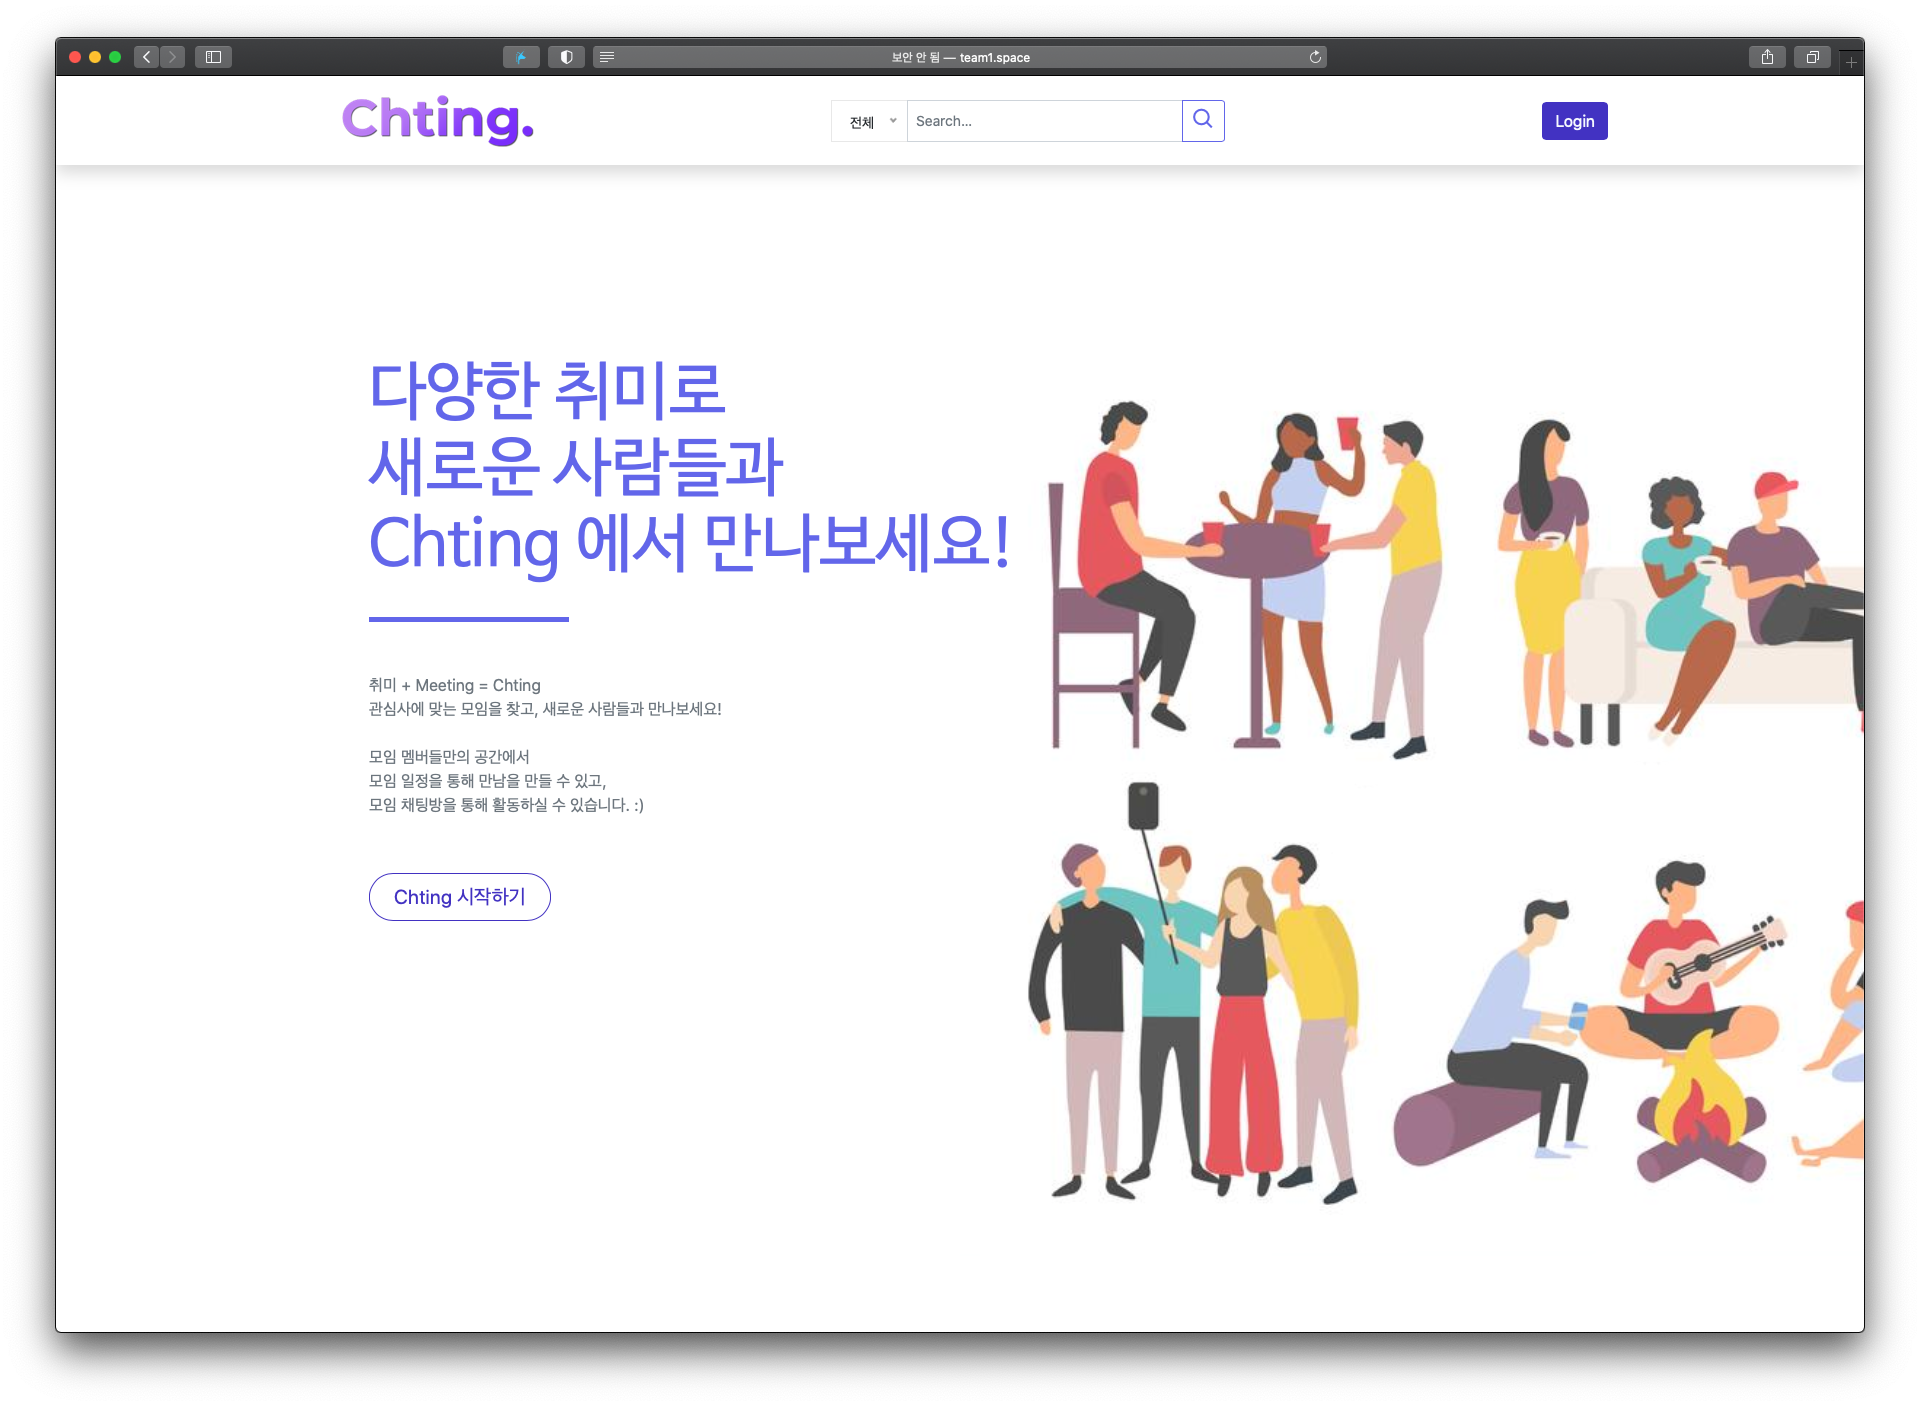 보안 안 됨 — team1.space
Chting.
전체
Search...
Login
다양한 취미로
새로운 사람들과
Chting 에서 만나보세요!
취미 + Meeting = Chting
관심사에 맞는 모임을 찾고, 새로운 사람들과 만나보세요!
모임 멤버들만의 공간에서
모임 일정을 통해 만남을 만들 수 있고,
모임 채팅방을 통해 활동하실 수 있습니다. :)
Chting 시작하기